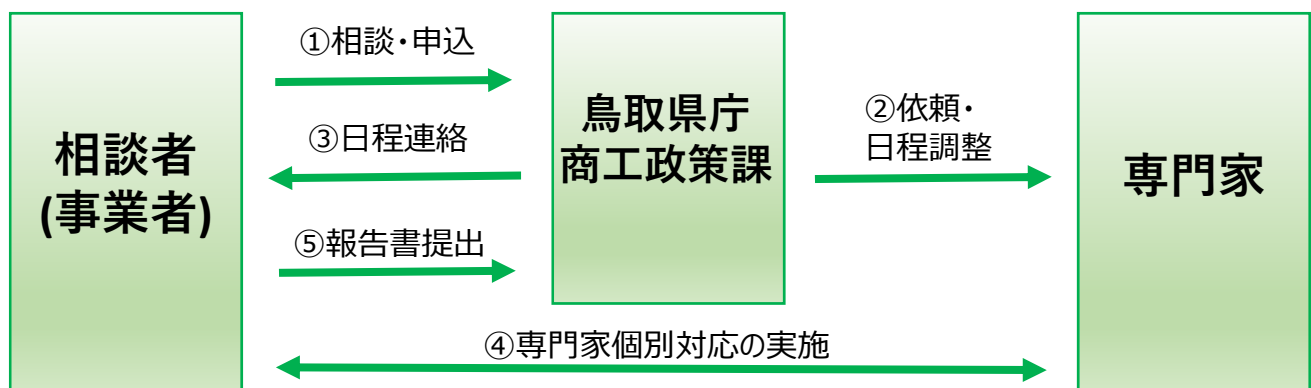 ①相談・申込
相談者
(事業者)
③日程連絡
⑤報告書提出
鳥取県庁
商工政策課
②依頼・
日程調整
専門家
④専門家個別対応の実施